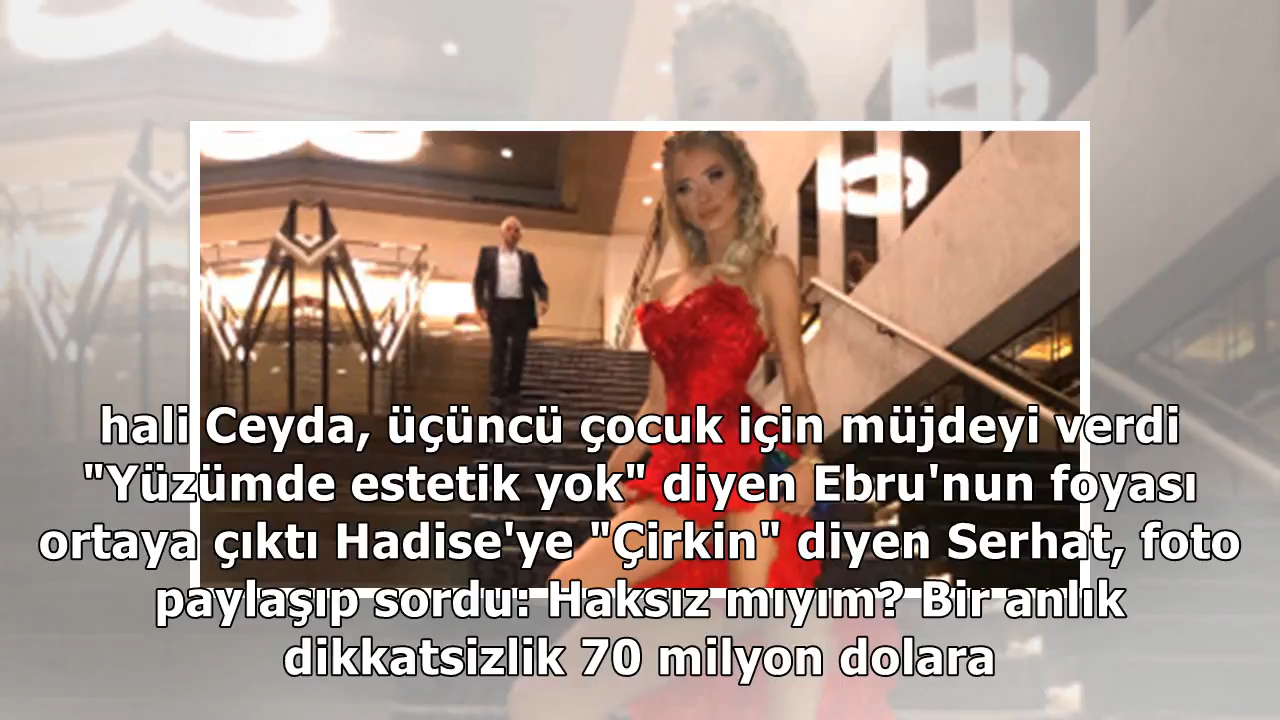 hali Ceyda, üçüncü çocuk için müjdeyi verdi
"Yüzümde estetik yok" diyen Ebru'nun foyası
ortaya çıktı Hadise'ye "Çirkin" diyen Serhat, foto
paylaşıp sordu: Haksız mıyım? Bir anlık
dikkatsizlik 70 milyon dolara